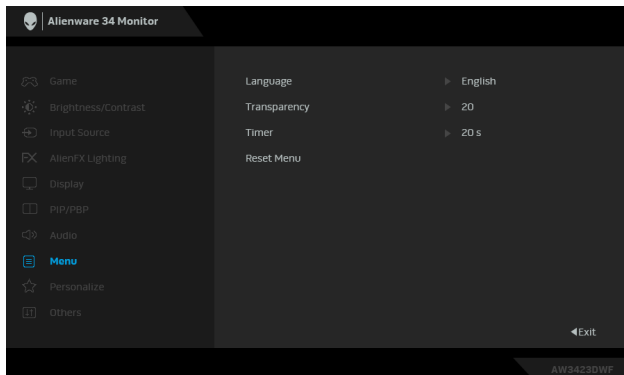 Alienware 34 Monitor
Game
Brightness/Contrast
Input Source
AlienFX Lighting
Display
PIP/PBP
Audio
Menu
Personalize
Others
Language English
Transparency 20
Timer 20 s
Reset Menu
Exit
AW3423DWF